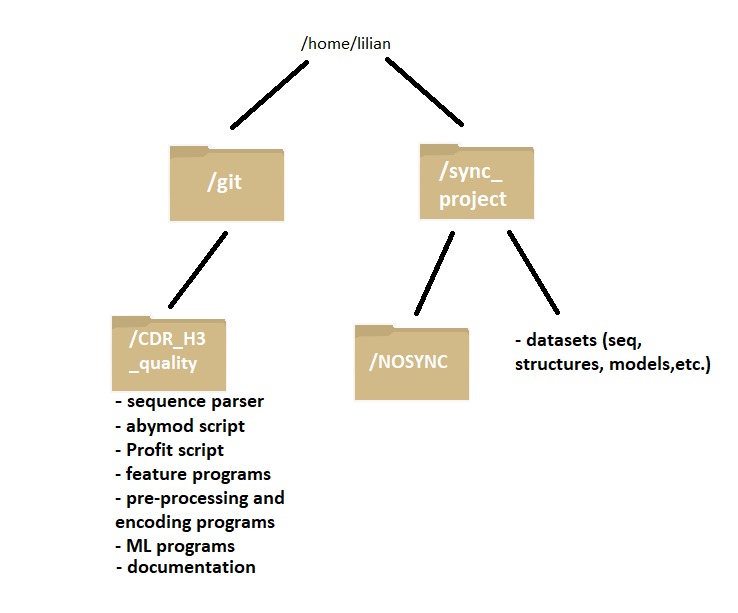 /home/lilian
/git
/sync_
project
/CDR_H3
_quality
- sequence parser
- abymod script
- Profit script
- feature programs
- pre-processing and
encoding programs
- ML programs
- documentation
/NOSYNC
- datasets (seq,
structures, models,etc.)